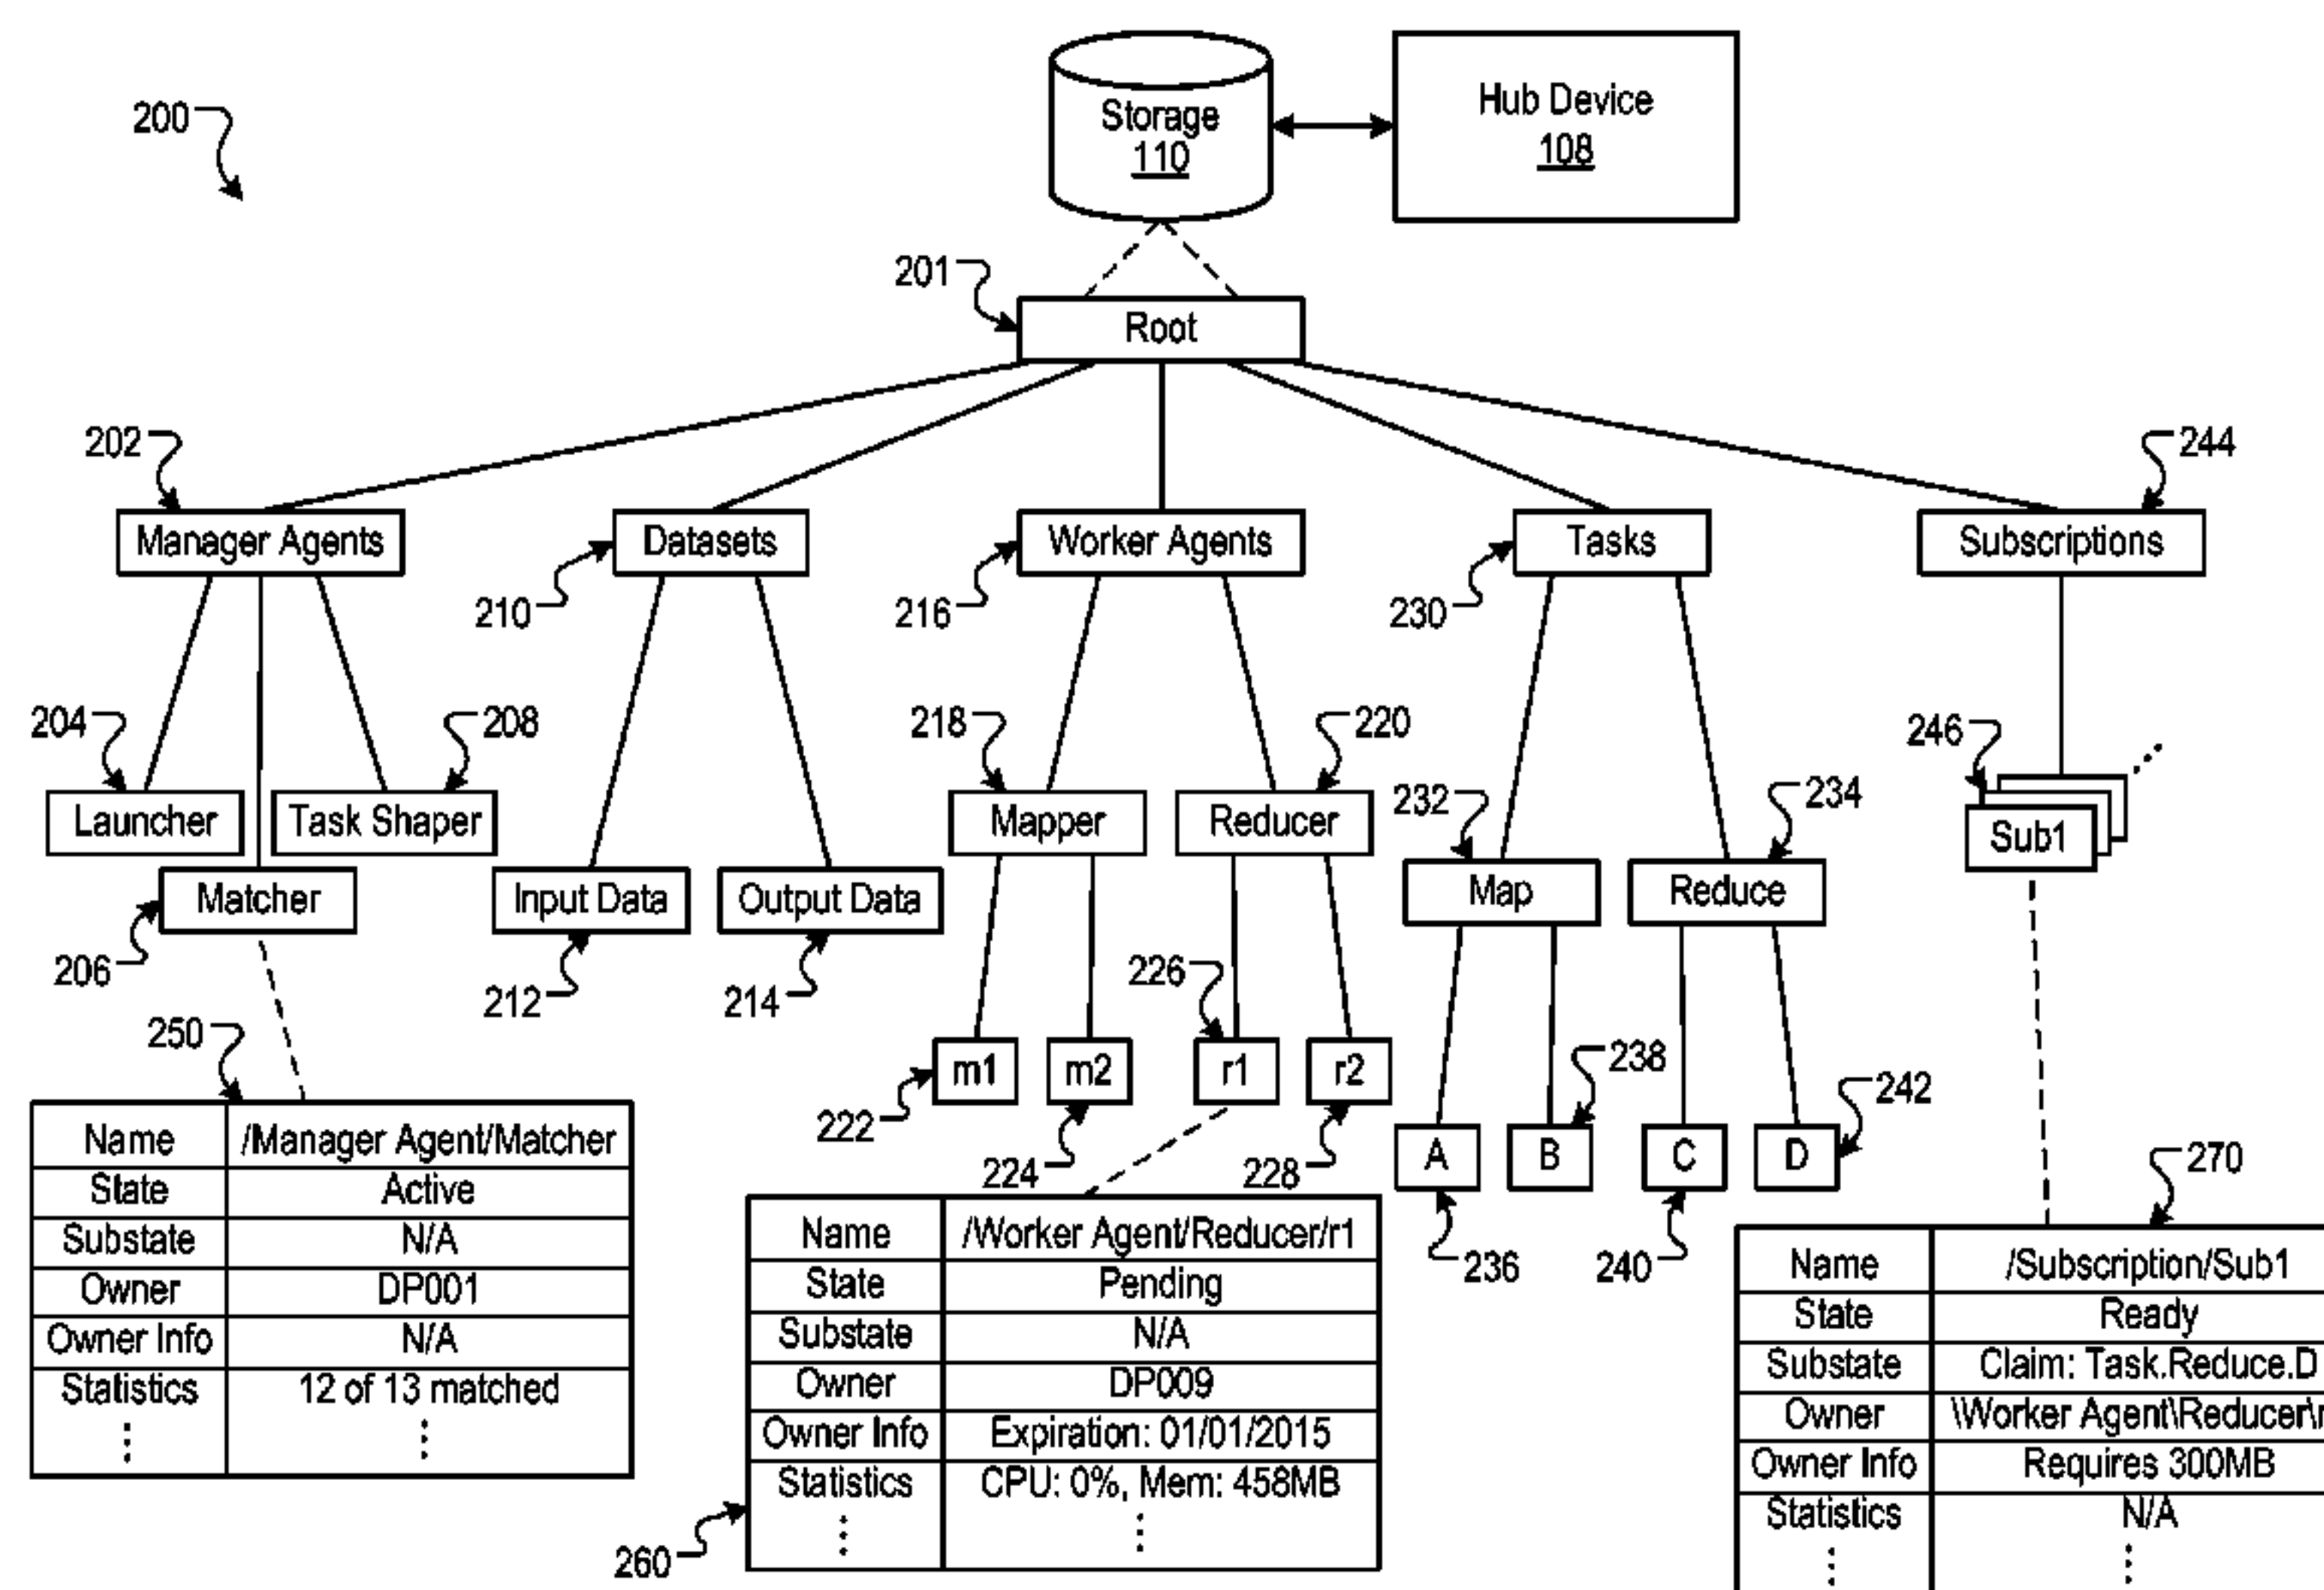 200
Storage
110
Hub Device
108
201
Root
202
244
Manager Agents
Datasets
Worker Agents
Tasks
Subscriptions
210
216
230
204
208
218
220
246
232
234
Launcher
Task Shaper
Mapper
Reducer
Sub1
Matcher
Input Data
Output Data
Map
Reduce
206
212
214
226
250
m1
m2
r1
r2
238
242
222
224
228
A
B
C
D
236
240
270
Name /Manager Agent/Matcher
State Active
Substate N/A
Owner DP001
Owner Info N/A
Statistics 12 of 13 matched
⋮ ⋮
Name /Worker Agent/Reducer/r1
State Pending
Substate N/A
Owner DP009
Owner Info Expiration: 01/01/2015
Statistics CPU: 0%, Mem: 458MB
⋮ ⋮
260
Name /Subscription/Sub1
State Ready
Substate Claim: Task.Reduce.D
Owner \Worker Agent\Reducer\
Owner Info Requires 300MB
Statistics N/A
⋮ ⋮